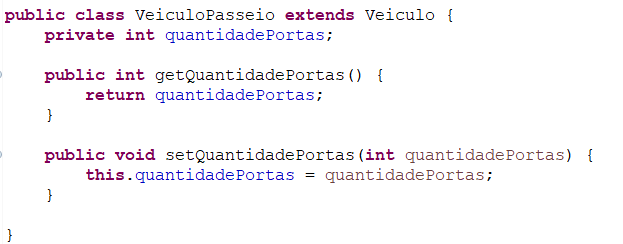 public class VeiculoPasseio extends Veiculo {
private int quantidadePortas;
public int getQuantidadePortas() {
return quantidadePortas;
}
public void setQuantidadePortas(int quantidadePortas) {
this.quantidadePortas = quantidadePortas;
}
}